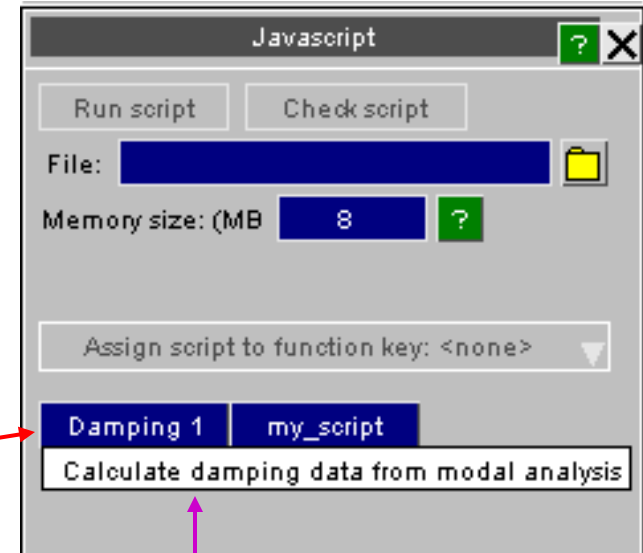 Javascript ?
Run script Check script
File:
Memory size: (MB 8 ?
Assign script to function key: <none>
Damping 1 my_script
Calculate damping data from modal analysis